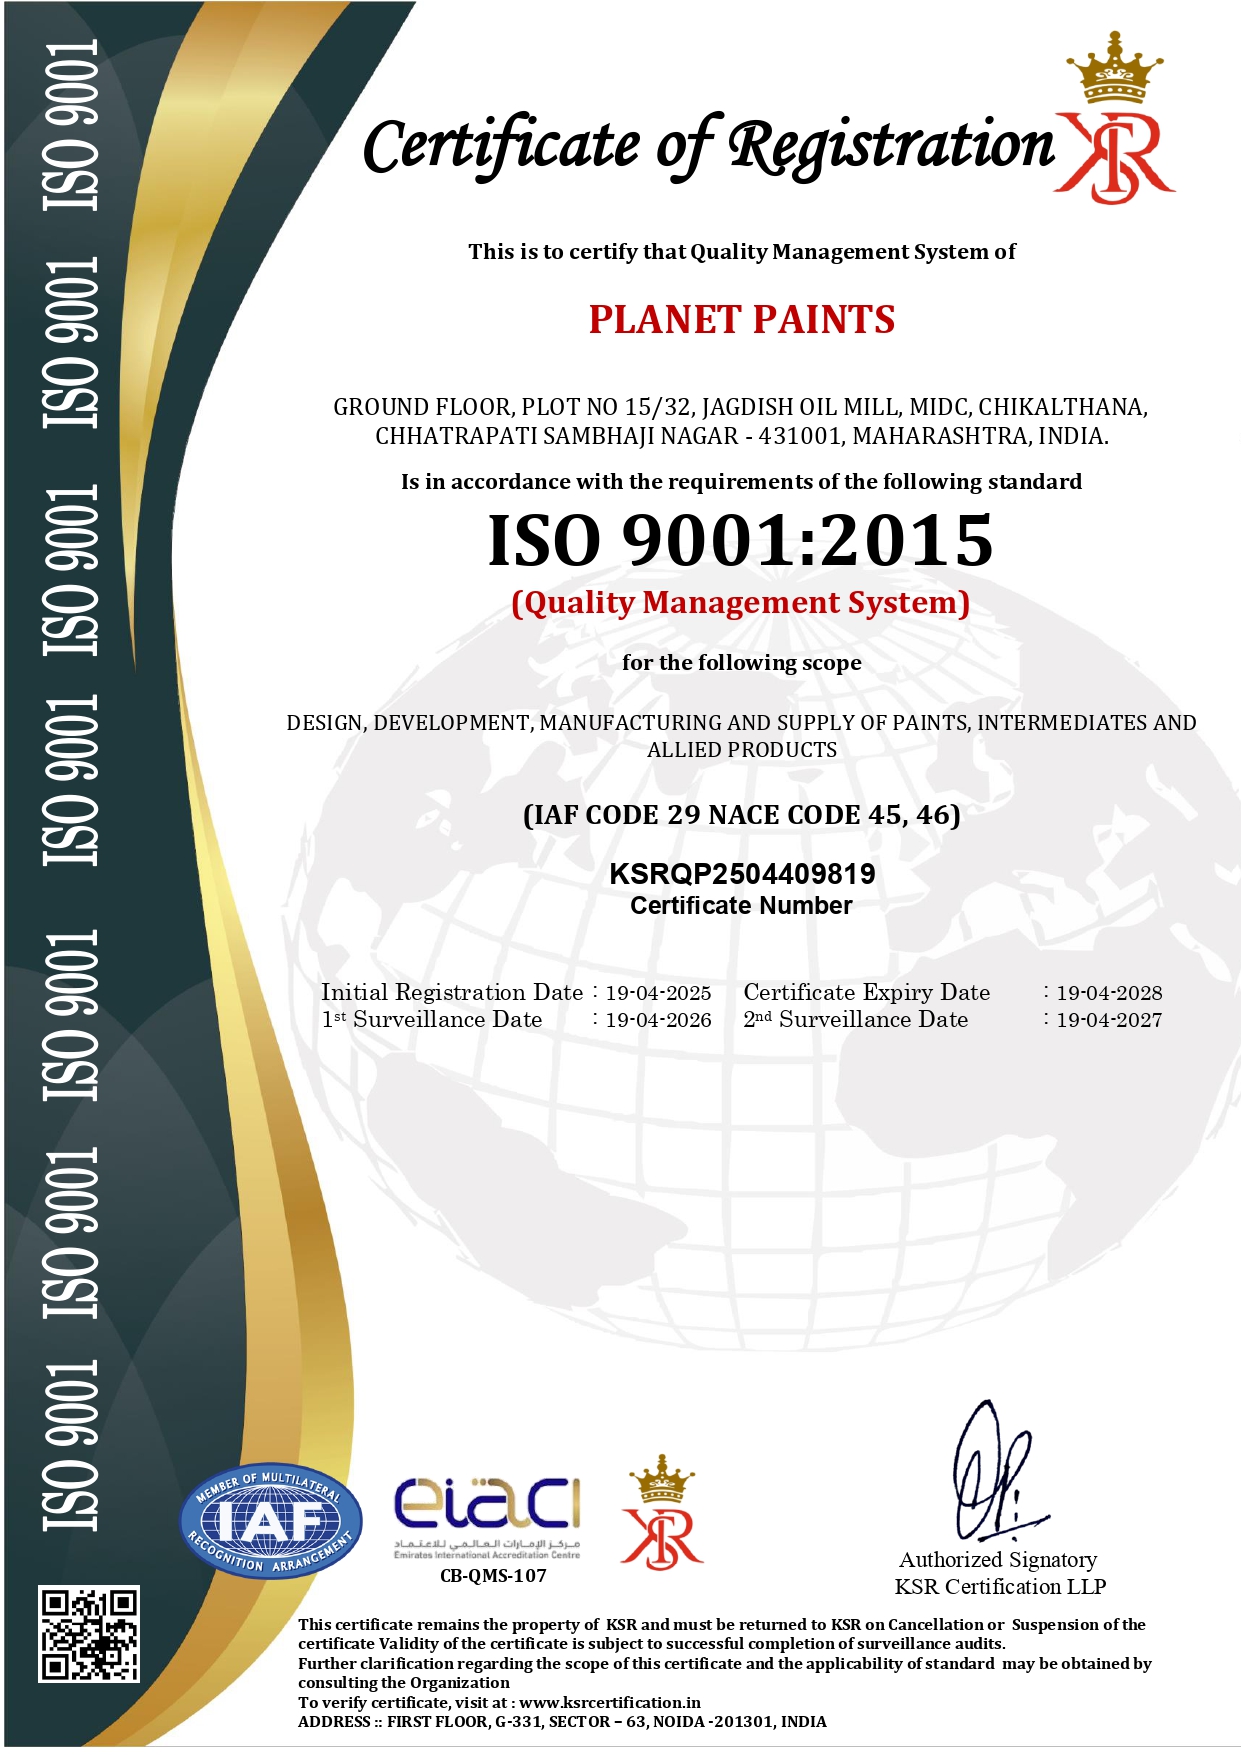 Certificate of Registration
KSR
This is to certify that Quality Management System of
PLANET PAINTS
GROUND FLOOR, PLOT NO 15/32, JAGDISH OIL MILL, MIDC, CHIKALTHANA,
CHHATRAPATI SAMBHAJI NAGAR - 431001, MAHARASHTRA, INDIA.
Is in accordance with the requirements of the following standard
ISO 9001:2015
(Quality Management System)
for the following scope
DESIGN, DEVELOPMENT, MANUFACTURING AND SUPPLY OF PAINTS, INTERMEDIATES AND
ALLIED PRODUCTS
(IAF CODE 29 NACE CODE 45, 46)
KSRQP2504409819
Certificate Number
Initial Registration Date : 19-04-2025 Certificate Expiry Date : 19-04-2028
1st Surveillance Date : 19-04-2026 2nd Surveillance Date : 19-04-2027
ISO 9001
ISO 9001
ISO 9001
ISO 9001
ISO 9001
ISO 9001
ISO 9001
MEMBER OF MULTILATERAL
IAF
RECOGNITION ARRANGEMENT
eiaci
مركز الإمارات العالمي للاعتماد
Emirates International Accreditation Centre
CB-QMS-107
KSR
Authorized Signatory
KSR Certification LLP
This certificate remains the property of KSR and must be returned to KSR on Cancellation or Suspension of the
certificate Validity of the certificate is subject to successful completion of surveillance audits.
Further clarification regarding the scope of this certificate and the applicability of standard may be obtained by
consulting the Organization
To verify certificate, visit at : www.ksrcertification.in
ADDRESS :: FIRST FLOOR, G-331, SECTOR – 63, NOIDA -201301, INDIA